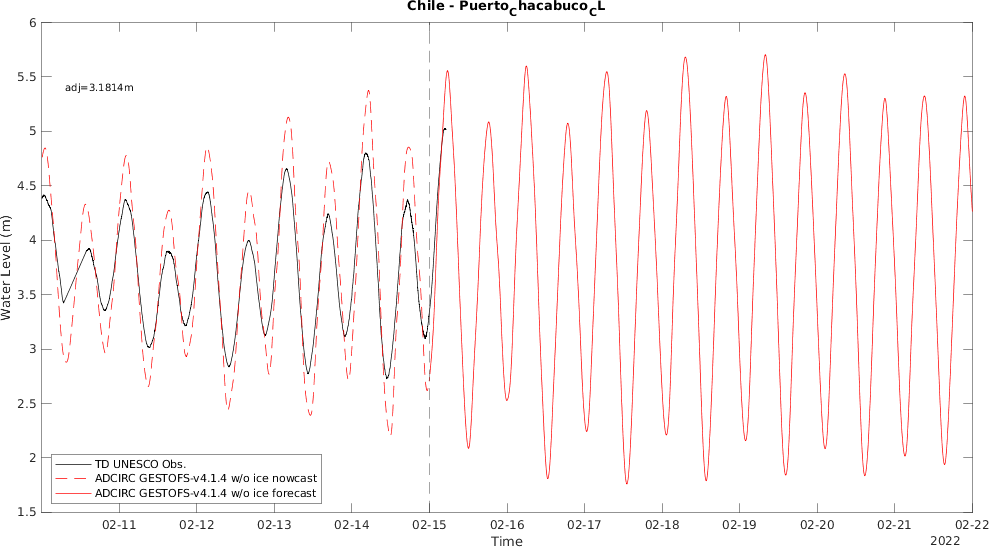 Chile - Puerto_Chacabuco_CL
6
5.5
5
4.5
4
3.5
3
2.5
2
1.5
Water Level (m)
adj=3.1814m
TD UNESCO Obs.
ADCIRC GESTOFS-v4.1.4 w/o ice nowcast
ADCIRC GESTOFS-v4.1.4 w/o ice forecast
02-11 02-12 02-13 02-14 02-15 02-16 02-17 02-18 02-19 02-20 02-21 02-22
Time
2022